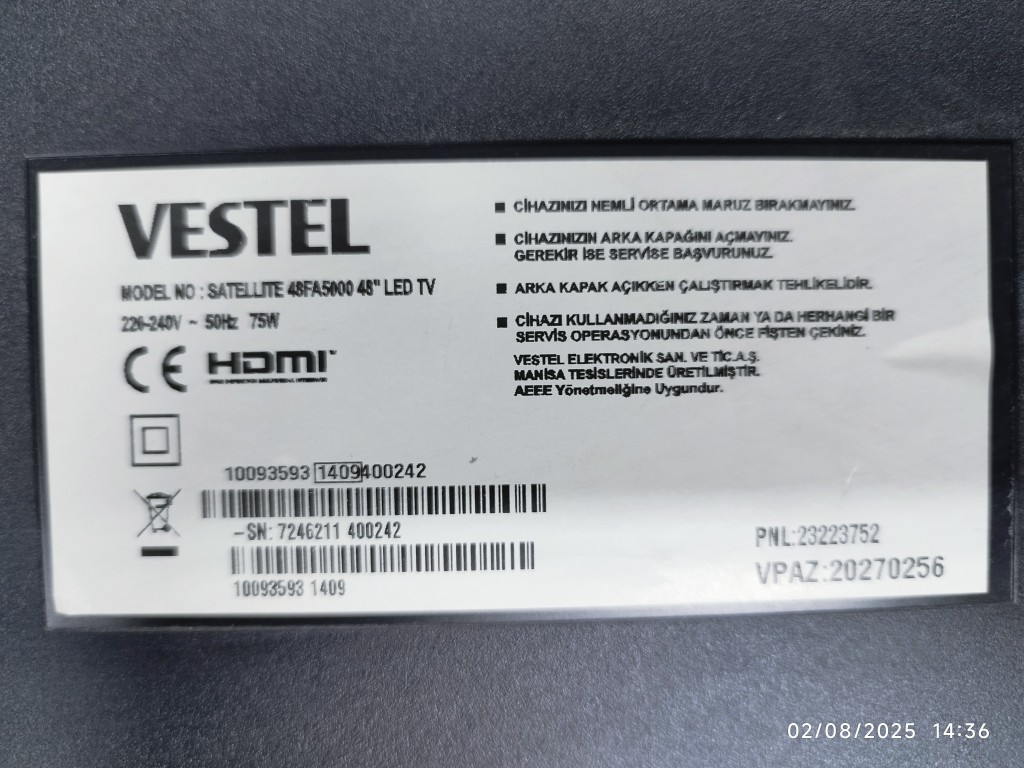 VESTEL
MODEL NO : SATELLITE 48FA5000 48" LED TV
220-240V ~ 50Hz 75W
CE HDMI
■ CİHAZINIZI NEMLİ ORTAMA MARUZ BIRAKMAYINIZ.
■ CİHAZINIZIN ARKA KAPAĞINI AÇMAYINIZ.
GEREKİR İSE SERVİSE BAŞVURUNUZ.
■ ARKA KAPAK AÇIKKEN ÇALIŞTIRMAK TEHLİKELİDİR.
■ CİHAZI KULLANMADIĞINIZ ZAMAN YA DA HERHANGİ BİR
SERVİS OPERASYONUNDAN ÖNCE FİŞTEN ÇEKİNİZ.
VESTEL ELEKTRONİK SAN. VE TİC.A.Ş.
MANİSA TESİSLERİNDE ÜRETİLMİŞTİR.
AEEE Yönetmeliğine Uygundur.
10093593 1409400242
-SN: 7246211 400242
10093593 1409
PNL:23223752
VPAZ:20270256
02/08/2025 14:36